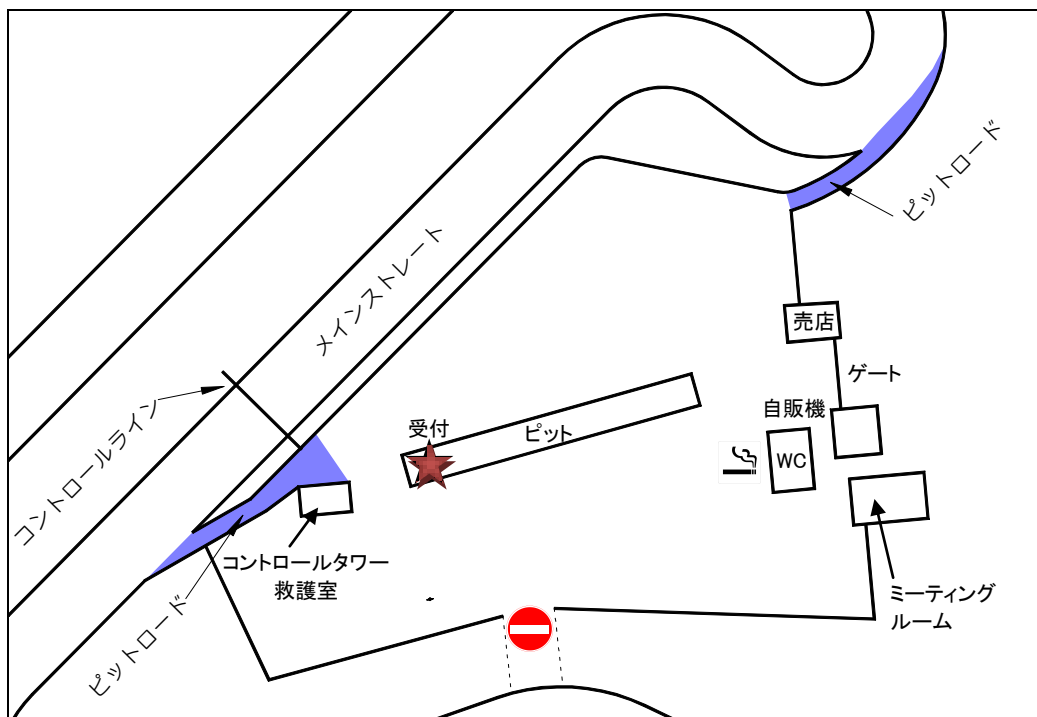 ピットロード
メインストレート
売店
ゲート
コントロールライン
自販機
受付
ピット
WC
コントロールタワー
救護室
ミーティング
ルーム
ピットロード